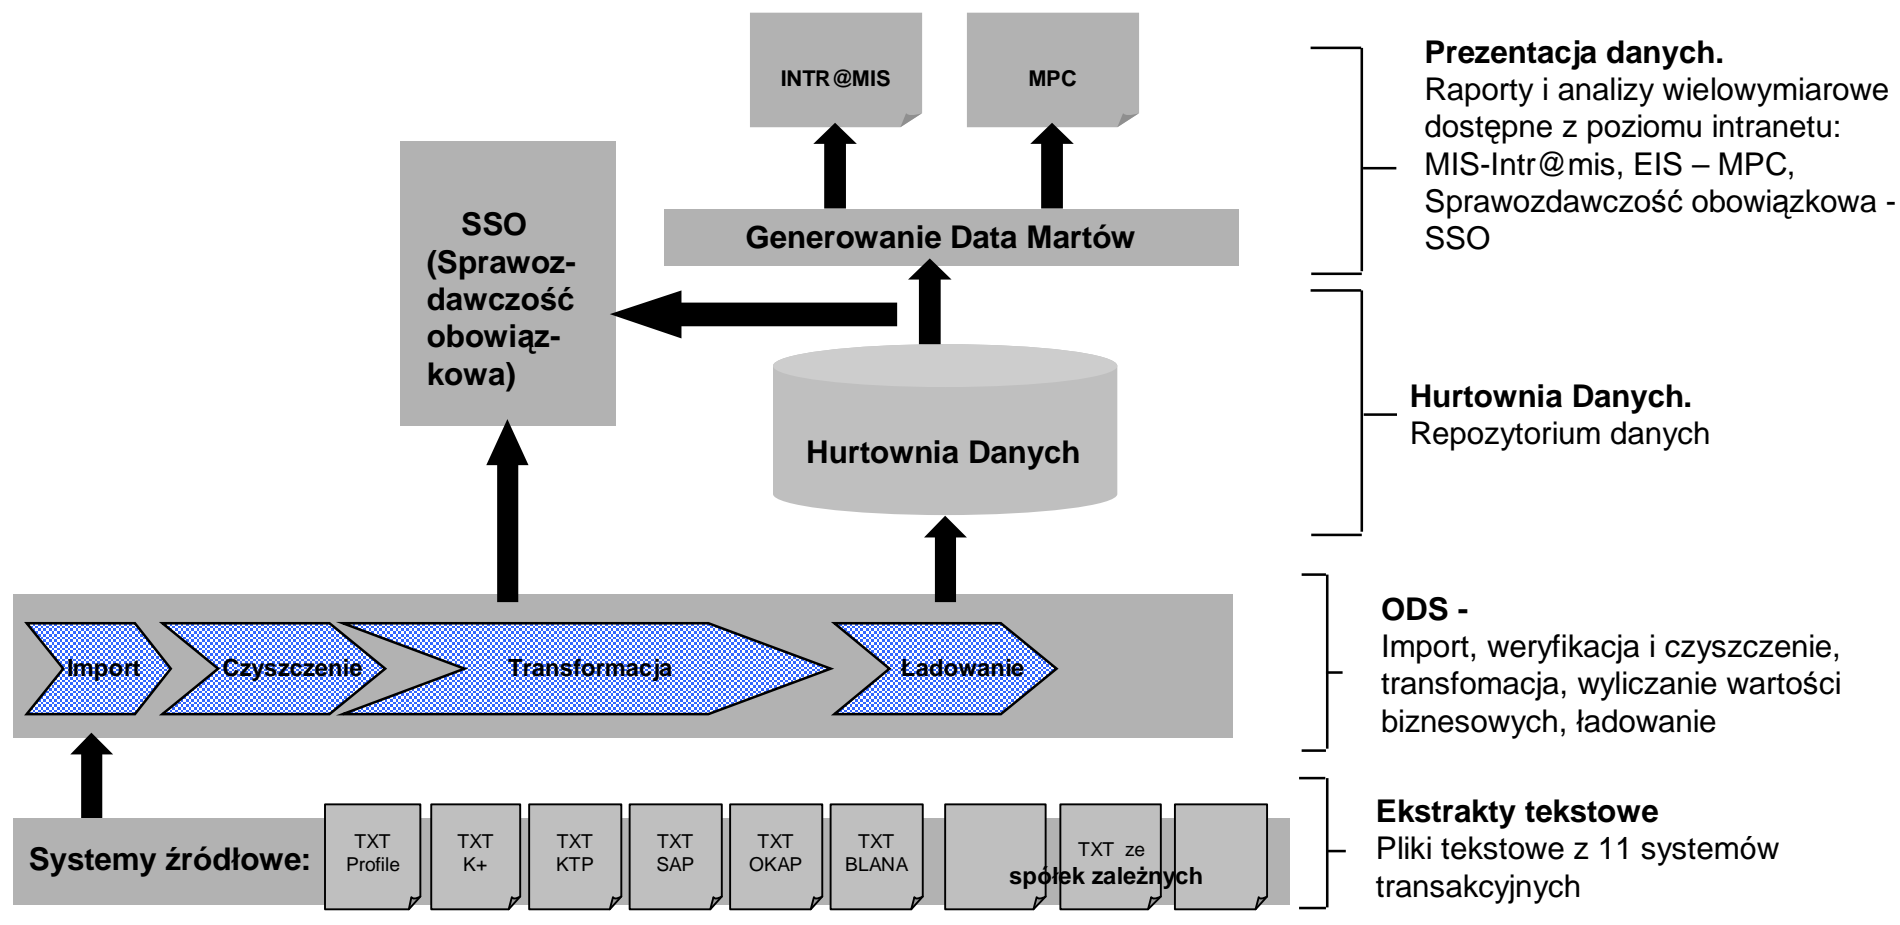 INTR@MIS
MPC
Prezentacja danych.
Raporty i analizy wielowymiarowe
dostępne z poziomu intranetu:
MIS-Intr@mis, EIS – MPC,
Sprawozdawczość obowiązkowa -
SSO
SSO
(Sprawoz-
dawczość
obowiąz-
kowa)
Generowanie Data Martów
Hurtownia Danych
Hurtownia Danych.
Repozytorium danych
Import
Czyszczenie
Transformacja
Ładowanie
ODS -
Import, weryfikacja i czyszczenie,
transfomacja, wyliczanie wartości
biznesowych, ładowanie
Systemy źródłowe:
TXT
Profile
TXT
K+
TXT
KTP
TXT
SAP
TXT
OKAP
TXT
BLANA
TXT ze
spółek zależnych
Ekstrakty tekstowe
Pliki tekstowe z 11 systemów
transakcyjnych